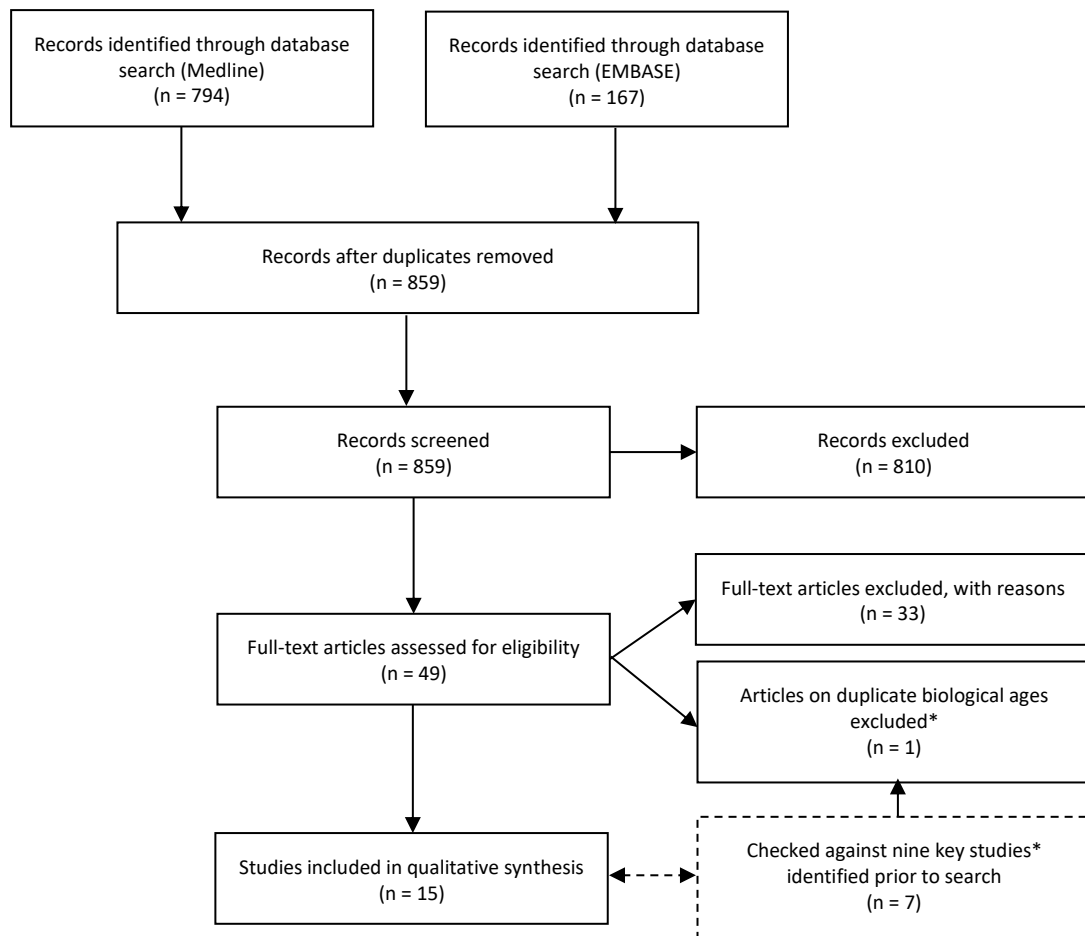 Records identified through database
search (Medline)
(n = 794)
Records identified through database
search (EMBASE)
(n = 167)
Records after duplicates removed
(n = 859)
Records screened
(n = 859)
Records excluded
(n = 810)
Full-text articles assessed for eligibility
(n = 49)
Full-text articles excluded, with reasons
(n = 33)
Articles on duplicate biological ages
excluded*
(n = 1)
Studies included in qualitative synthesis
(n = 15)
Checked against nine key studies*
identified prior to search
(n = 7)